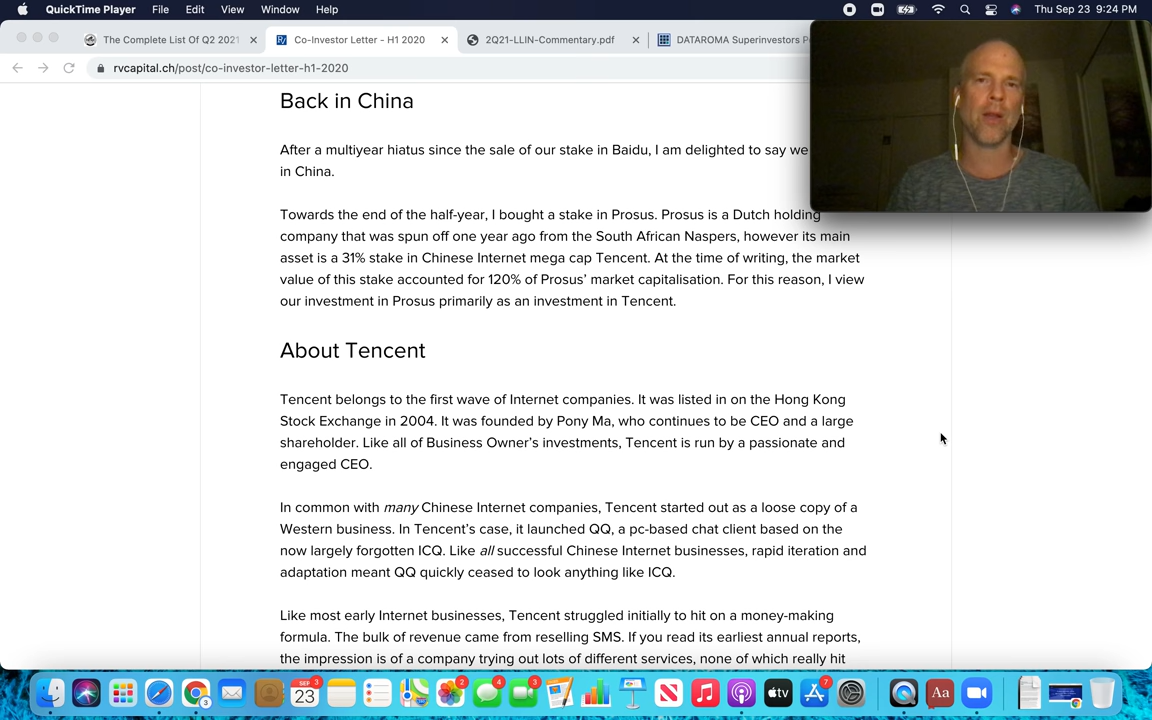 QuickTime Player File Edit View Window Help Thu Sep 23 9:24 PM
The Complete List Of Q2 2021 Co-Investor Letter - H1 2020 2Q21-LLIN-Commentary.pdf DATAROMA Superinvestors
rvcapital.ch/post/co-investor-letter-h1-2020
Back in China
After a multiyear hiatus since the sale of our stake in Baidu, I am delighted to say we
in China.
Towards the end of the half-year, I bought a stake in Prosus. Prosus is a Dutch holding
company that was spun off one year ago from the South African Naspers, however its main
asset is a 31% stake in Chinese Internet mega cap Tencent. At the time of writing, the market
value of this stake accounted for 120% of Prosus’ market capitalisation. For this reason, I view
our investment in Prosus primarily as an investment in Tencent.
About Tencent
Tencent belongs to the first wave of Internet companies. It was listed in on the Hong Kong
Stock Exchange in 2004. It was founded by Pony Ma, who continues to be CEO and a large
shareholder. Like all of Business Owner’s investments, Tencent is run by a passionate and
engaged CEO.
In common with many Chinese Internet companies, Tencent started out as a loose copy of a
Western business. In Tencent’s case, it launched QQ, a pc-based chat client based on the
now largely forgotten ICQ. Like all successful Chinese Internet businesses, rapid iteration and
adaptation meant QQ quickly ceased to look anything like ICQ.
Like most early Internet businesses, Tencent struggled initially to hit on a money-making
formula. The bulk of revenue came from reselling SMS. If you read its earliest annual reports,
the impression is of a company trying out lots of different services, none of which really hit
3 SEP 23 3 2 4 3 tv 7 Aa